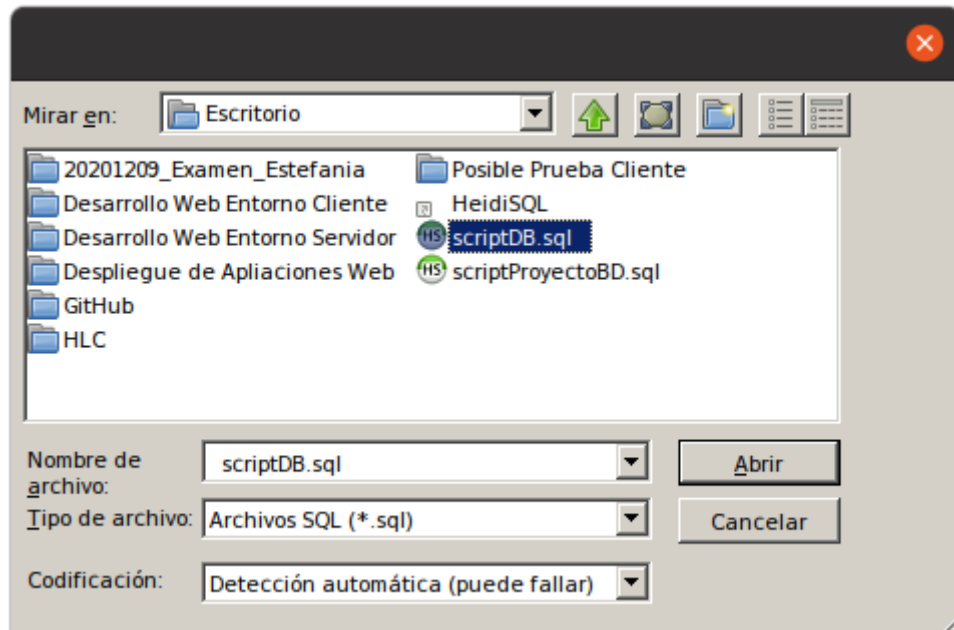 Mirar en:
Escritorio
20201209_Examen_Estefania
Desarrollo Web Entorno Cliente
Desarrollo Web Entorno Servidor
Despliegue de Apliaciones Web
GitHub
HLC
Posible Prueba Cliente
HeidiSQL
HS scriptDB.sql
HS scriptProyectoBD.sql
Nombre de
archivo:
scriptDB.sql
Abrir
Tipo de archivo:
Archivos SQL (*.sql)
Cancelar
Codificación:
Detección automática (puede fallar)